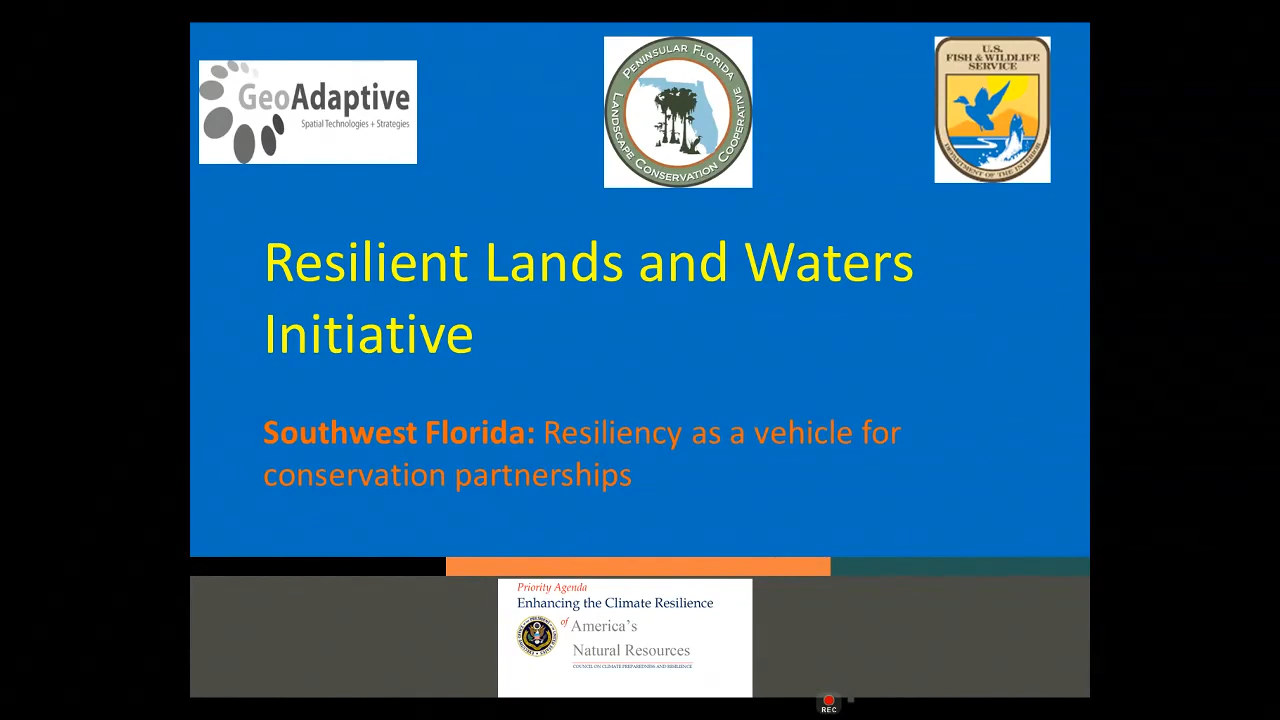 GeoAdaptive
Spatial Technologies + Strategies
PENINSULAR FLORIDA
LANDSCAPE CONSERVATION COOPERATIVE
U.S.
FISH & WILDLIFE
SERVICE
DEPARTMENT OF THE INTERIOR
Resilient Lands and Waters
Initiative
Southwest Florida: Resiliency as a vehicle for
conservation partnerships
Priority Agenda
Enhancing the Climate Resilience
of America's
Natural Resources
COUNCIL ON CLIMATE PREPAREDNESS AND RESILIENCE
REC